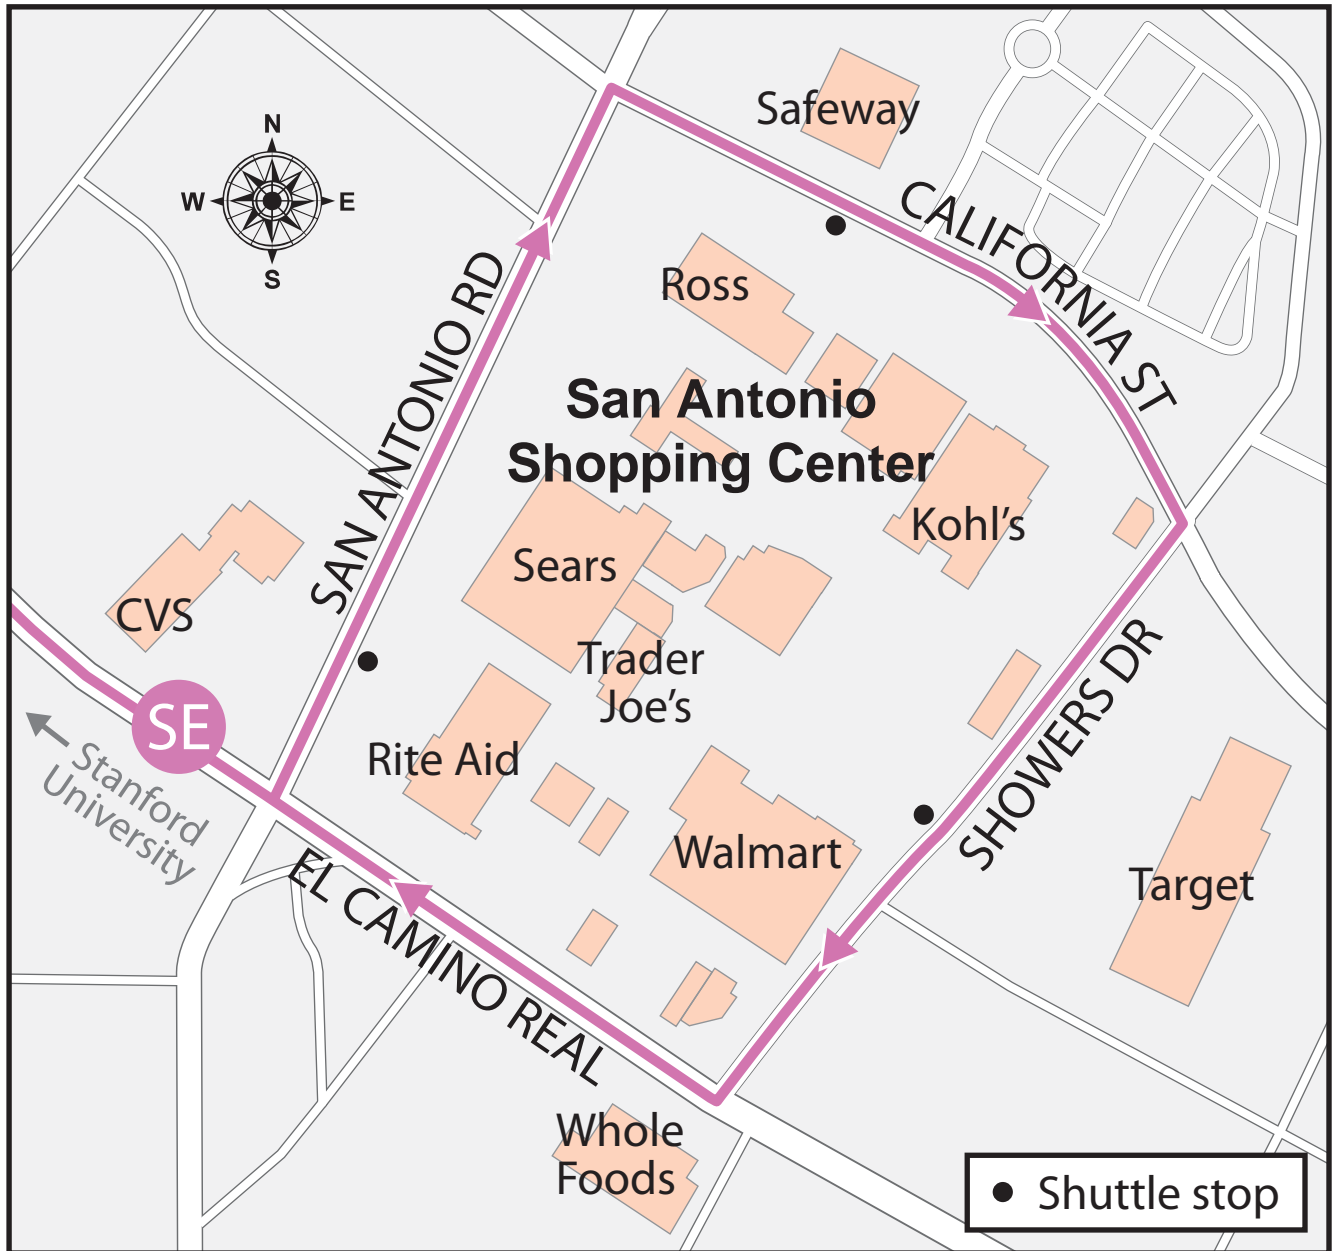 Safeway
N
W
E
S
CALIFORNIA ST
Ross
SAN ANTONIO RD
San Antonio
Shopping Center
Kohl's
Sears
CVS
Trader
Joe's
SHOWERS DR
SE
Stanford
University
Rite Aid
Walmart
Target
EL CAMINO REAL
Whole
Foods
Shuttle stop